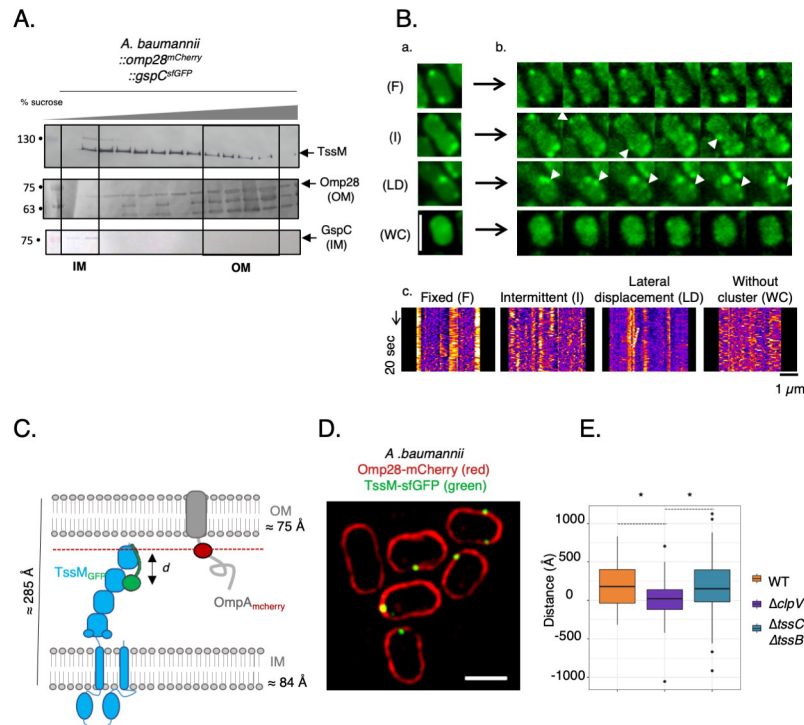 A.
A. baumannii
::omp28mCherry
::gspCsfGFP
% sucrose
130
TssM
75
63
Omp28
(OM)
75
GspC
(IM)
IM
OM
B.
a.
b.
(F)
(I)
(LD)
(WC)
c.
Fixed (F)
Intermittent (I)
Lateral
displacement (LD)
Without
cluster (WC)
20 sec
1 µm
C.
OM
≈ 75 Å
TssMGFP
d
OmpAmcherry
≈ 285 Å
IM
≈ 84 Å
D.
A .baumannii
Omp28-mCherry (red)
TssM-sfGFP (green)
E.
*
*
Distance (Å)
1000
500
0
-500
-1000
WT
ΔclpV
ΔtssC
ΔtssB